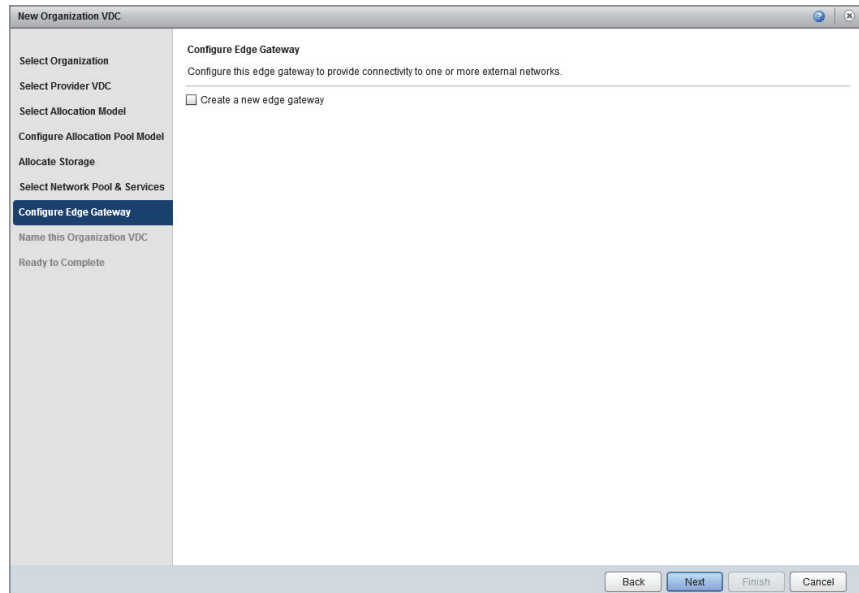 New Organization VDC
Select Organization
Select Provider VDC
Select Allocation Model
Configure Allocation Pool Model
Allocate Storage
Select Network Pool & Services
Configure Edge Gateway
Name this Organization VDC
Ready to Complete
Configure Edge Gateway
Configure this edge gateway to provide connectivity to one or more external networks.
Create a new edge gateway
Back Next Finish Cancel